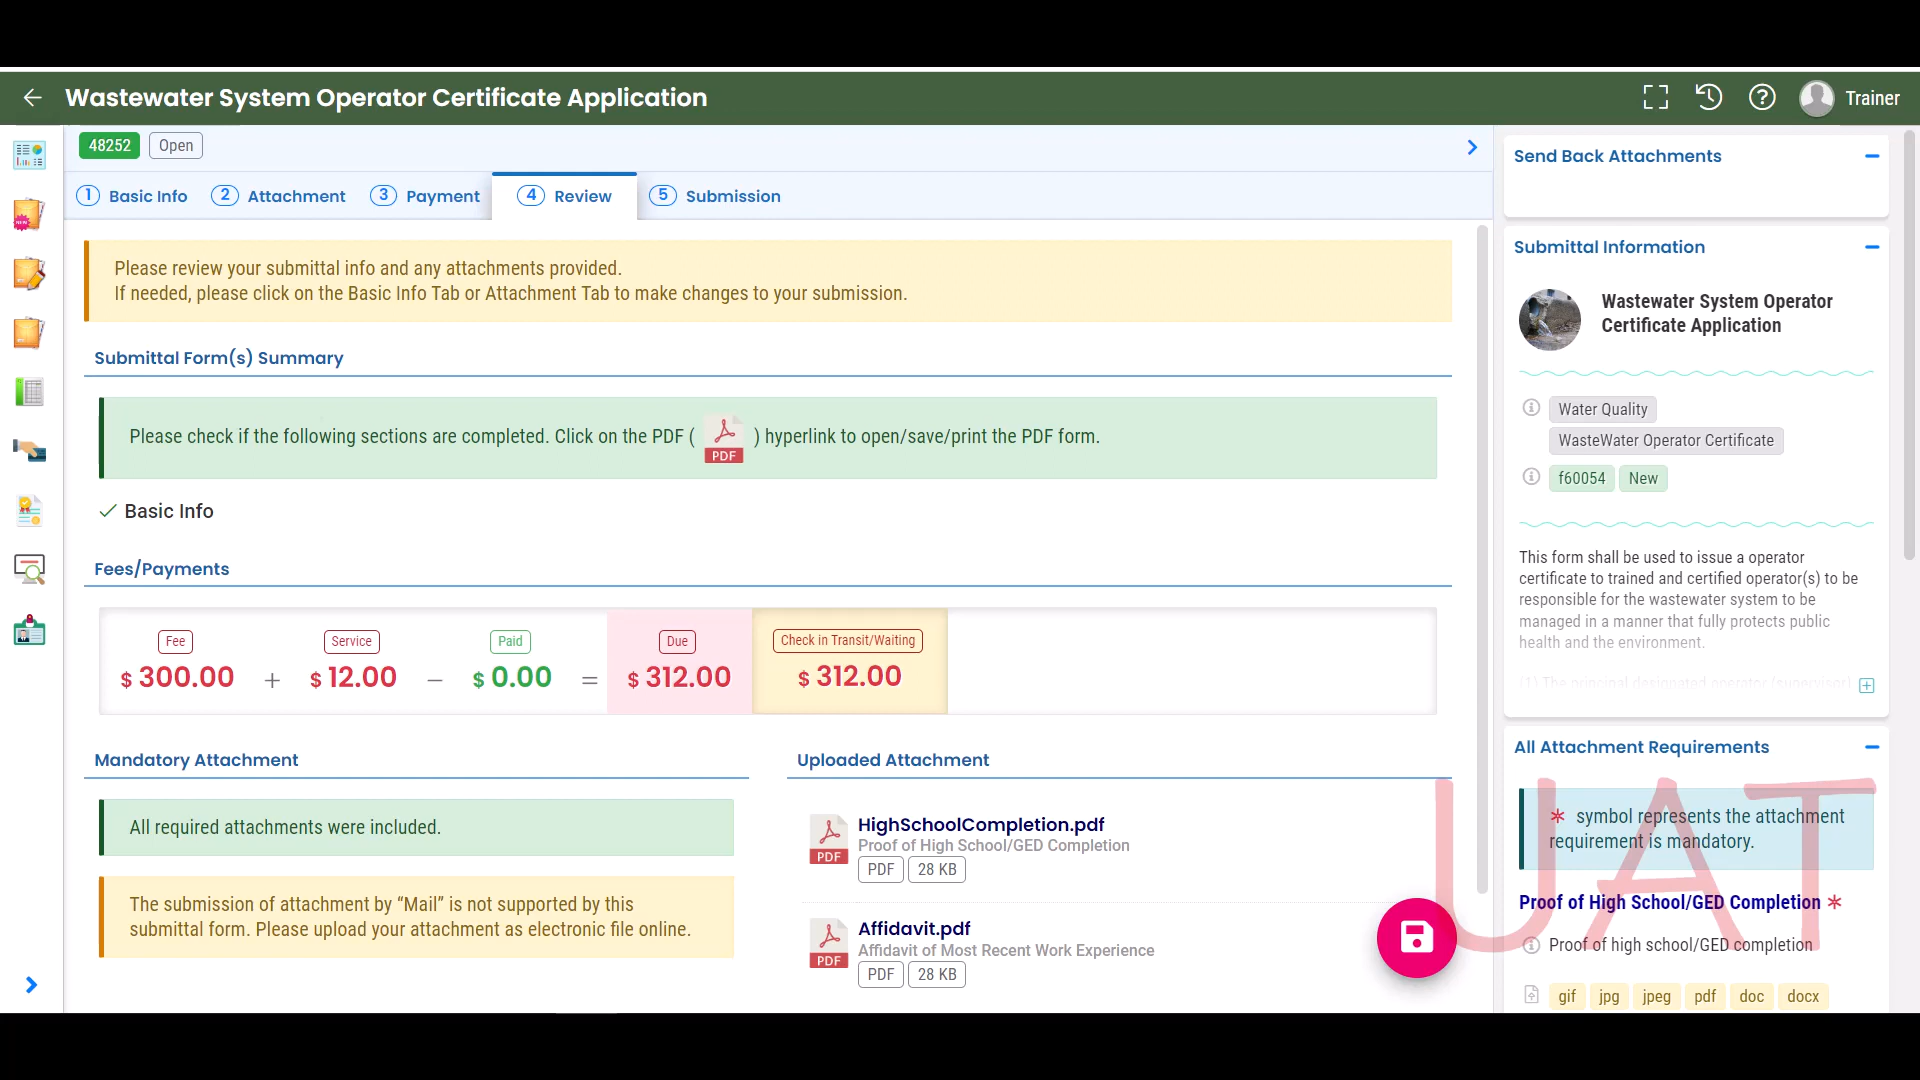 Wastewater System Operator Certificate Application
Trainer
48252 Open
1 Basic Info 2 Attachment 3 Payment 4 Review 5 Submission
Please review your submittal info and any attachments provided.
If needed, please click on the Basic Info Tab or Attachment Tab to make changes to your submission.
Submittal Form(s) Summary
Please check if the following sections are completed. Click on the PDF ( PDF ) hyperlink to open/save/print the PDF form.
Basic Info
Fees/Payments
Fee Service Paid Due Check in Transit/Waiting
$ 300.00 + $ 12.00 − $ 0.00 = $ 312.00 $ 312.00
Mandatory Attachment
All required attachments were included.
The submission of attachment by “Mail” is not supported by this
submittal form. Please upload your attachment as electronic file online.
Uploaded Attachment
HighSchoolCompletion.pdf
Proof of High School/GED Completion
PDF PDF 28 KB
Affidavit.pdf
Affidavit of Most Recent Work Experience
PDF PDF 28 KB
Send Back Attachments
Submittal Information
Wastewater System Operator
Certificate Application
Water Quality
WasteWater Operator Certificate
f60054 New
This form shall be used to issue a operator
certificate to trained and certified operator(s) to be
responsible for the wastewater system to be
managed in a manner that fully protects public
health and the environment.
(1) The principal designated operator (supervisor)
All Attachment Requirements
* symbol represents the attachment
requirement is mandatory.
Proof of High School/GED Completion *
Proof of high school/GED completion
gif jpg jpeg pdf doc docx
UAT